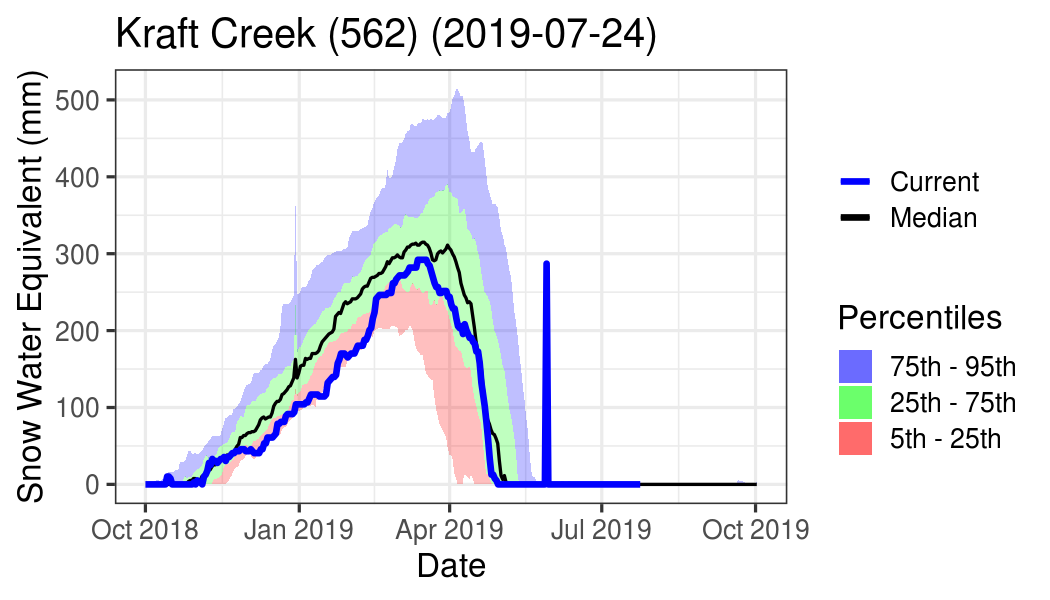 Kraft Creek (562) (2019-07-24)
Snow Water Equivalent (mm)
500
400
300
200
100
0
Oct 2018
Jan 2019
Apr 2019
Jul 2019
Oct 2019
Date
Current
Median
Percentiles
75th - 95th
25th - 75th
5th - 25th